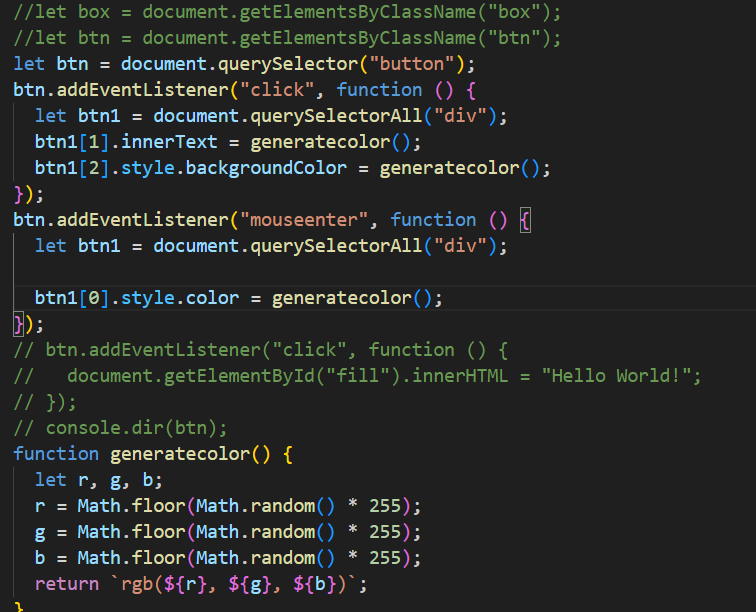 //let box = document.getElementsByClassName("box");
//let btn = document.getElementsByClassName("btn");
let btn = document.querySelector("button");
btn.addEventListener("click", function () {
  let btn1 = document.querySelectorAll("div");
  btn1[1].innerText = generatecolor();
  btn1[2].style.backgroundColor = generatecolor();
});
btn.addEventListener("mouseenter", function () {
  let btn1 = document.querySelectorAll("div");
  btn1[0].style.color = generatecolor();
});
// btn.addEventListener("click", function () {
//   document.getElementById("fill").innerHTML = "Hello World!";
// });
// console.dir(btn);
function generatecolor() {
  let r, g, b;
  r = Math.floor(Math.random() * 255);
  g = Math.floor(Math.random() * 255);
  b = Math.floor(Math.random() * 255);
  return `rgb(${r}, ${g}, ${b})`;
}